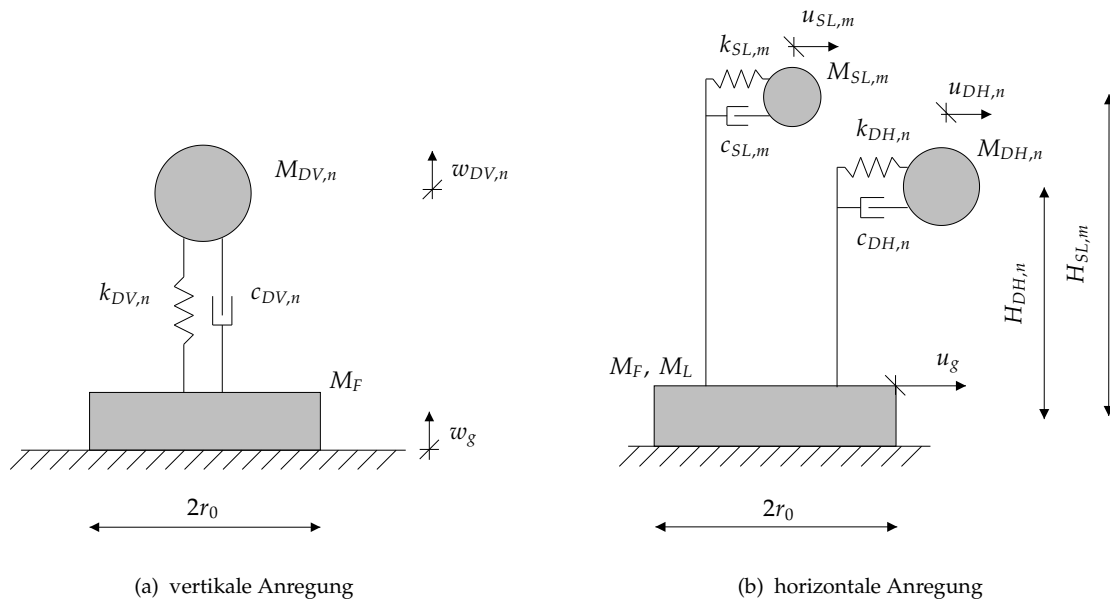 M_{DV,n}
w_{DV,n}
k_{DV,n}
c_{DV,n}
M_F
w_g
2r_0
(a) vertikale Anregung
u_{SL,m}
k_{SL,m}
M_{SL,m}
c_{SL,m}
u_{DH,n}
k_{DH,n}
M_{DH,n}
c_{DH,n}
H_{DH,n}
H_{SL,m}
M_F, M_L
u_g
2r_0
(b) horizontale Anregung